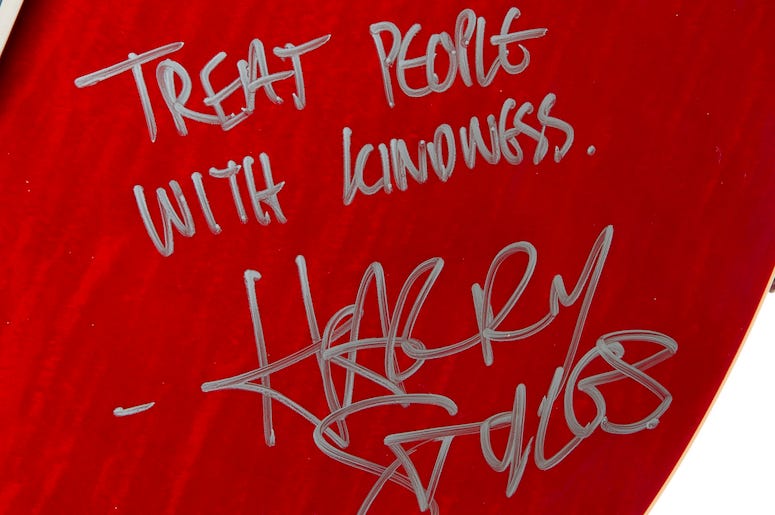 TREAT PEOPLE
WITH KINDNESS.
- HARRY
STYLES